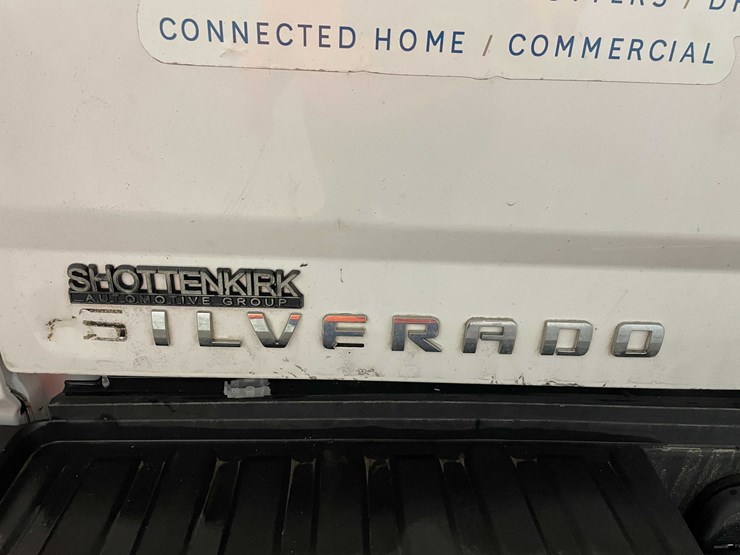 CONNECTED HOME / COMMERCIAL
SHOTTENKIRK
AUTOMOTIVE GROUP
SILVERADO